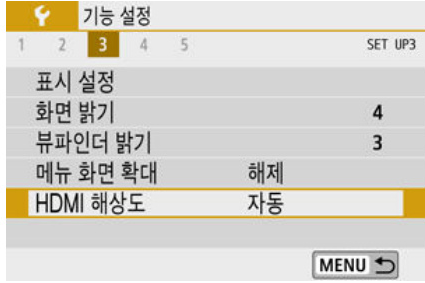 기능 설정
1 2 3 4 5 SET UP3
표시 설정
화면 밝기 4
뷰파인더 밝기 3
메뉴 화면 확대 해제
HDMI 해상도 자동
MENU